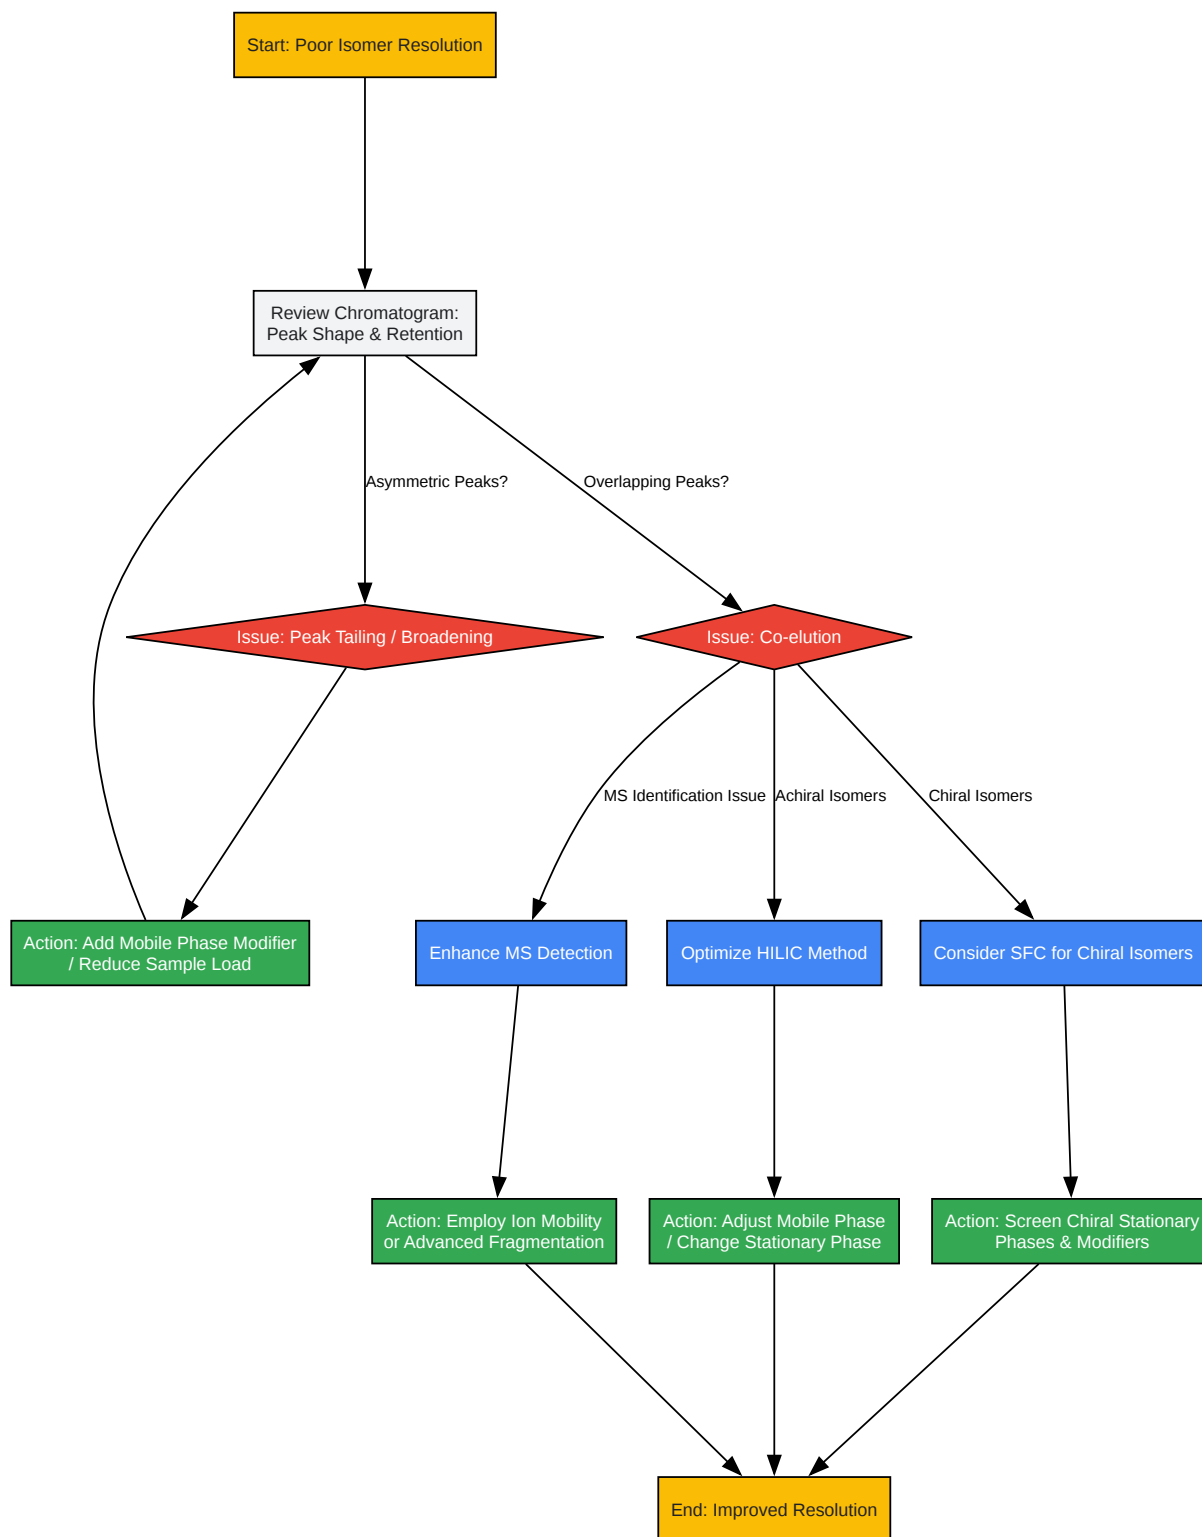 Start: Poor Isomer Resolution
Review Chromatogram:
Peak Shape & Retention
Asymmetric Peaks?
Overlapping Peaks?
Issue: Peak Tailing / Broadening
Issue: Co-elution
MS Identification Issue
Achiral Isomers
Chiral Isomers
Action: Add Mobile Phase Modifier
/ Reduce Sample Load
Enhance MS Detection
Optimize HILIC Method
Consider SFC for Chiral Isomers
Action: Employ Ion Mobility
or Advanced Fragmentation
Action: Adjust Mobile Phase
/ Change Stationary Phase
Action: Screen Chiral Stationary
Phases & Modifiers
End: Improved Resolution